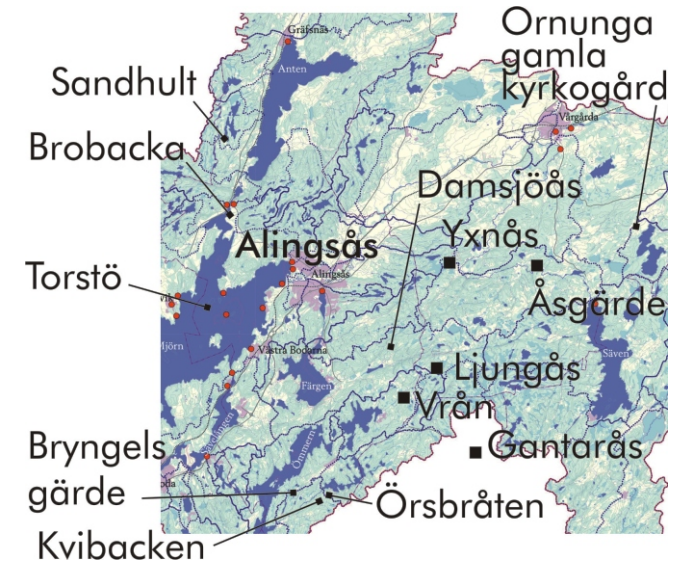 Ornunga
gamla
kyrkogård
Gräfsnäs
Anten
Sandhult
Vårgårda
Brobacka
Damsjöås
Yxnås
Alingsås
Alingsås
Torstö
Åsgärde
Mjörn
Västra Bodarna
Säven
Färgen
Ljungås
Vrån
Ömmern
Gantarås
Bryngels
gärde
Örsbråten
Kvibacken